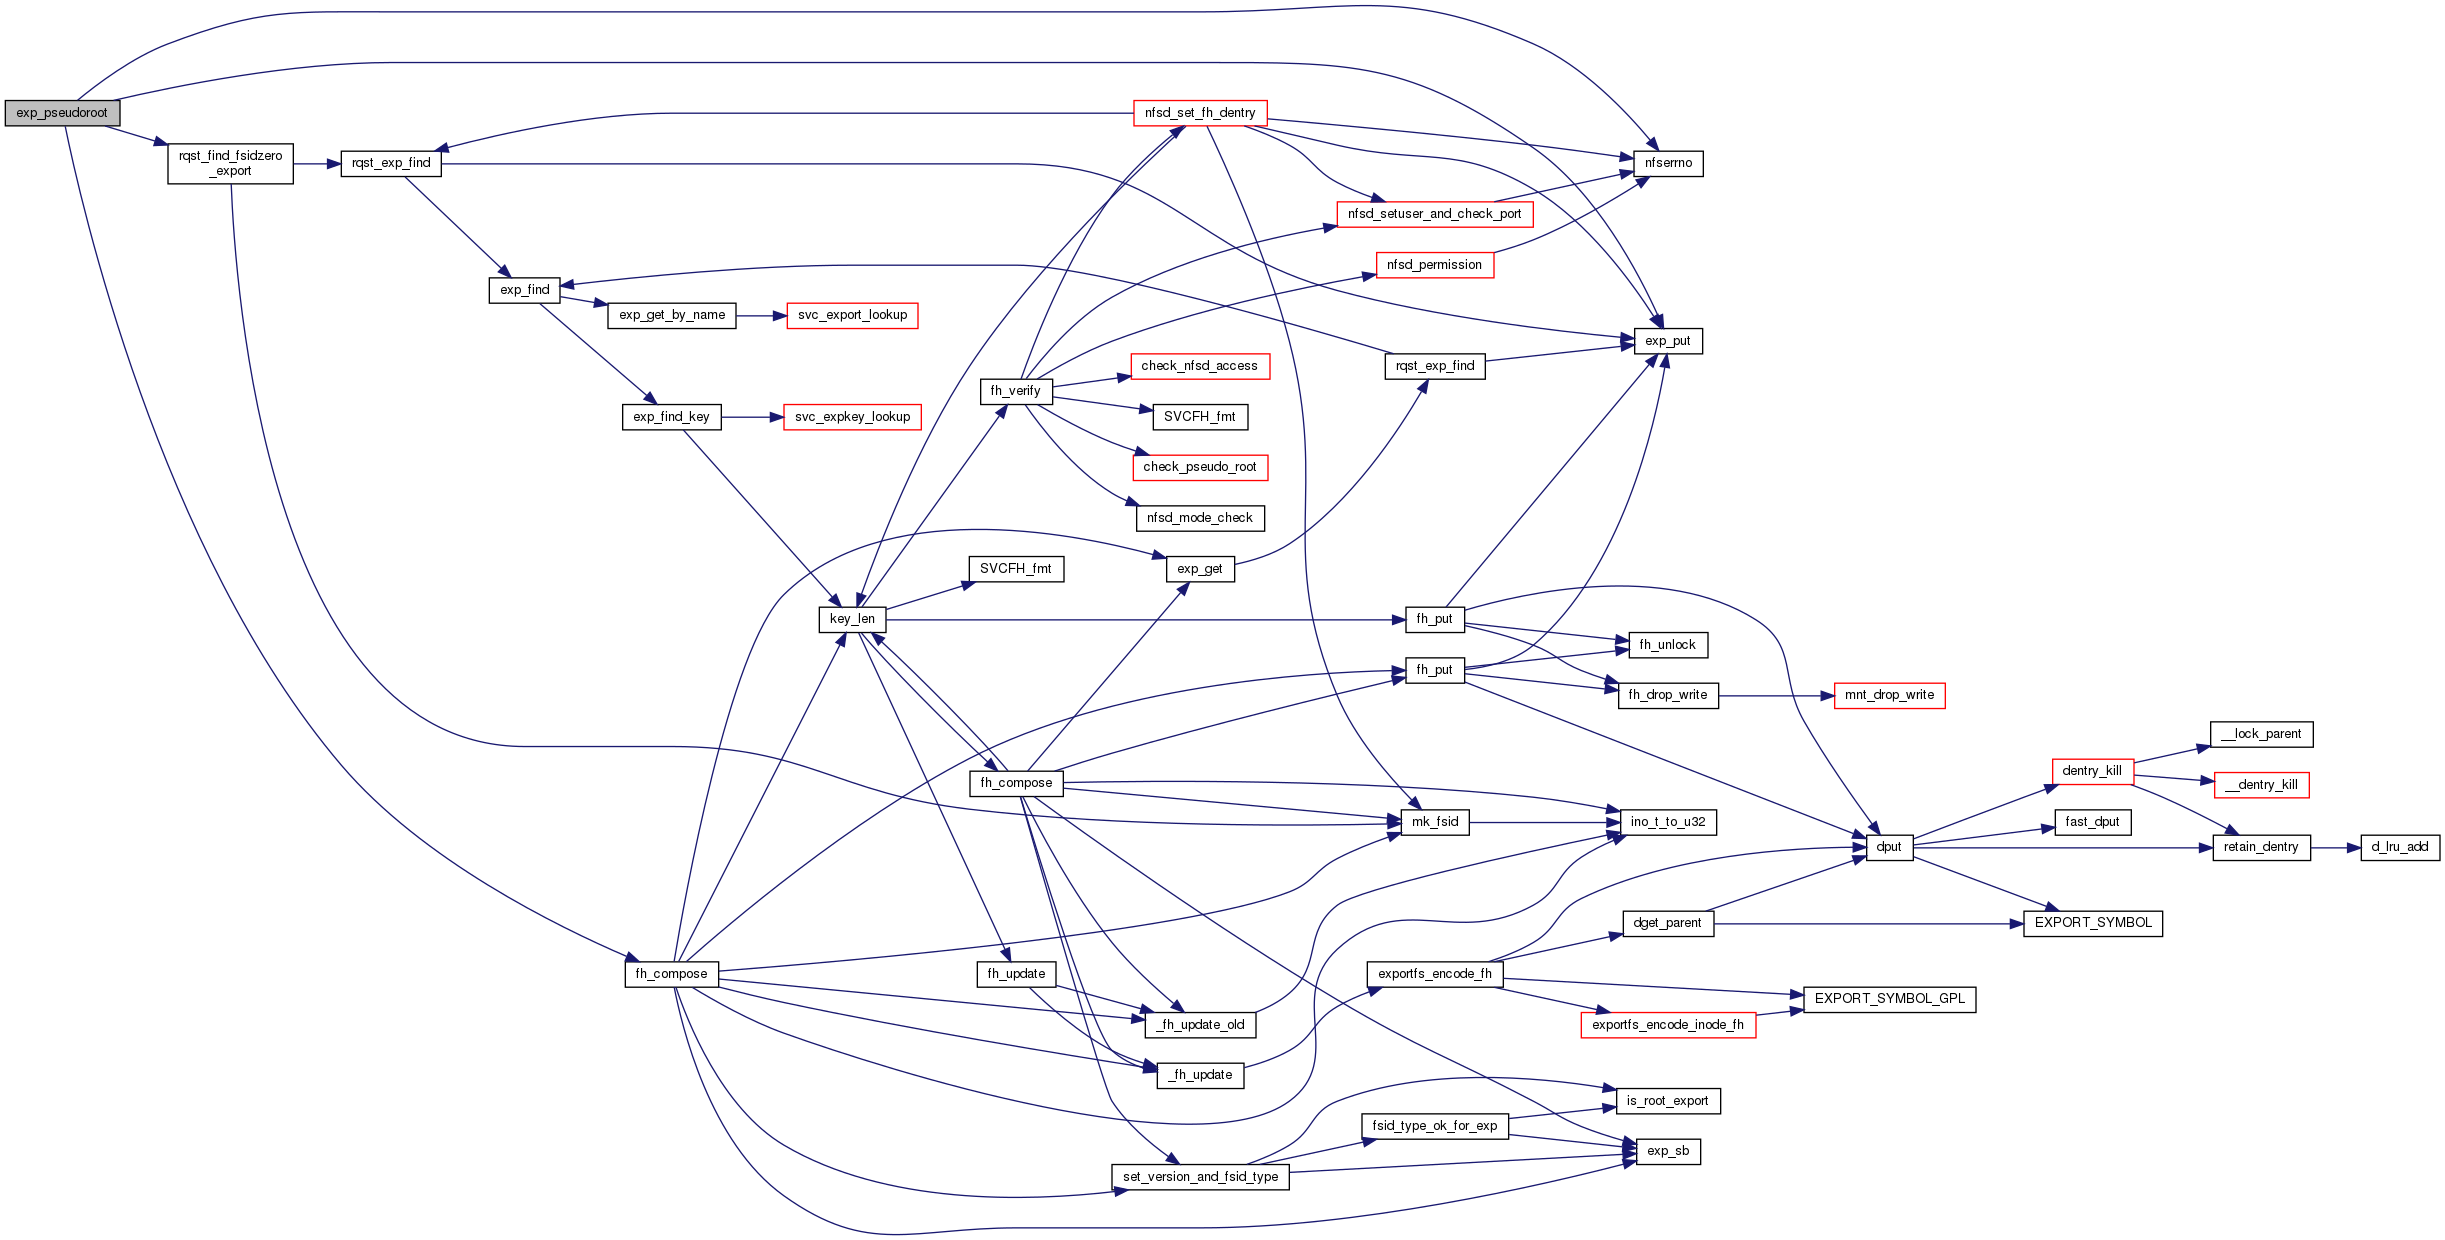 exp_pseudoroot
nfsd_set_fh_dentry
rqst_find_fsidzero
_export
rqst_exp_find
nfserrno
nfsd_setuser_and_check_port
nfsd_permission
exp_find
exp_get_by_name
svc_export_lookup
exp_put
check_nfsd_access
rqst_exp_find
fh_verify
exp_find_key
svc_expkey_lookup
SVCFH_fmt
check_pseudo_root
nfsd_mode_check
SVCFH_fmt
exp_get
key_len
fh_put
fh_unlock
fh_put
fh_drop_write
mnt_drop_write
__lock_parent
dentry_kill
__dentry_kill
fh_compose
mk_fsid
ino_t_to_u32
fast_dput
dput
retain_dentry
d_lru_add
dget_parent
EXPORT_SYMBOL
fh_compose
fh_update
exportfs_encode_fh
EXPORT_SYMBOL_GPL
_fh_update_old
exportfs_encode_inode_fh
_fh_update
is_root_export
fsid_type_ok_for_exp
exp_sb
set_version_and_fsid_type